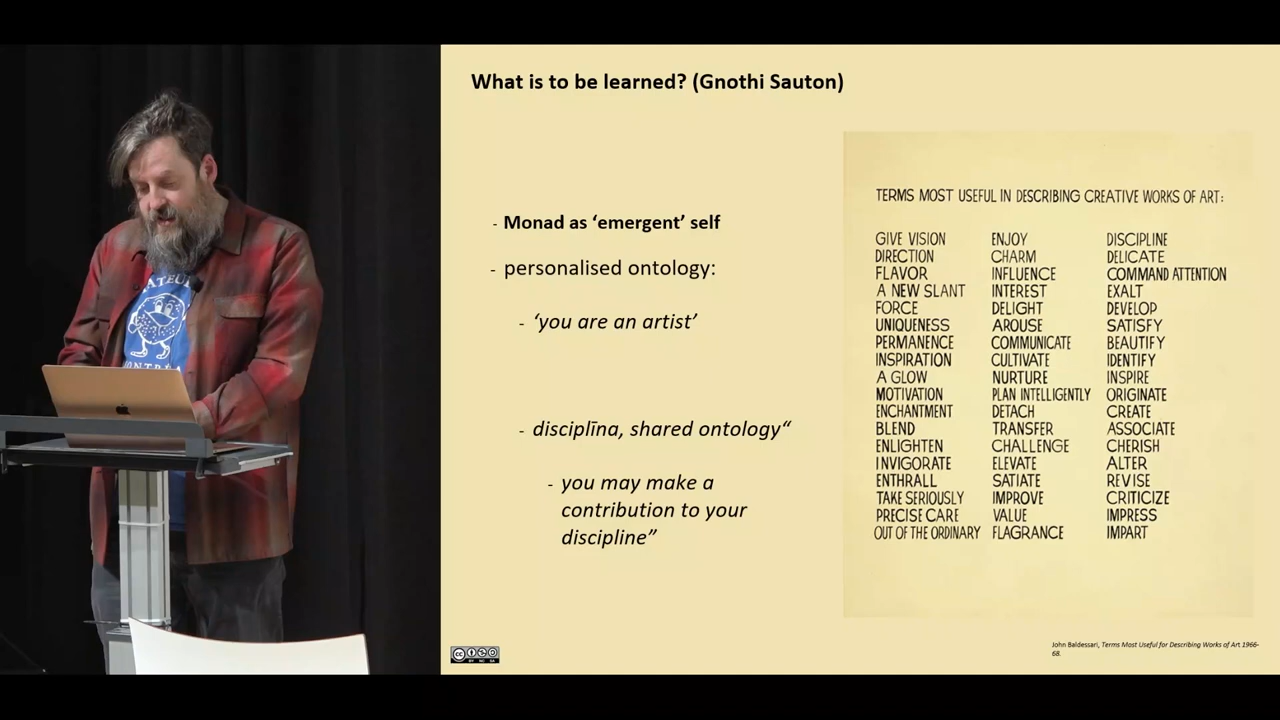 What is to be learned? (Gnothi Sauton)
- Monad as ‘emergent’ self
- personalised ontology:
- ‘you are an artist’
- disciplīna, shared ontology“
- you may make a
contribution to your
discipline”
TERMS MOST USEFUL IN DESCRIBING CREATIVE WORKS OF ART:
GIVE VISION ENJOY DISCIPLINE
DIRECTION CHARM DELICATE
FLAVOR INFLUENCE COMMAND ATTENTION
A NEW SLANT INTEREST EXALT
FORCE DELIGHT DEVELOP
UNIQUENESS AROUSE SATISFY
PERMANENCE COMMUNICATE BEAUTIFY
INSPIRATION CULTIVATE IDENTIFY
A GLOW NURTURE INSPIRE
MOTIVATION PLAN INTELLIGENTLY ORIGINATE
ENCHANTMENT DETACH CREATE
BLEND TRANSFER ASSOCIATE
ENLIGHTEN CHALLENGE CHERISH
INVIGORATE ELEVATE ALTER
ENTHRALL SATIATE REVISE
TAKE SERIOUSLY IMPROVE CRITICIZE
PRECISE CARE VALUE IMPRESS
OUT OF THE ORDINARY FLAGRANCE IMPART
John Baldessari, Terms Most Useful for Describing Works of Art 1966-
68.
cc
BY NC SA